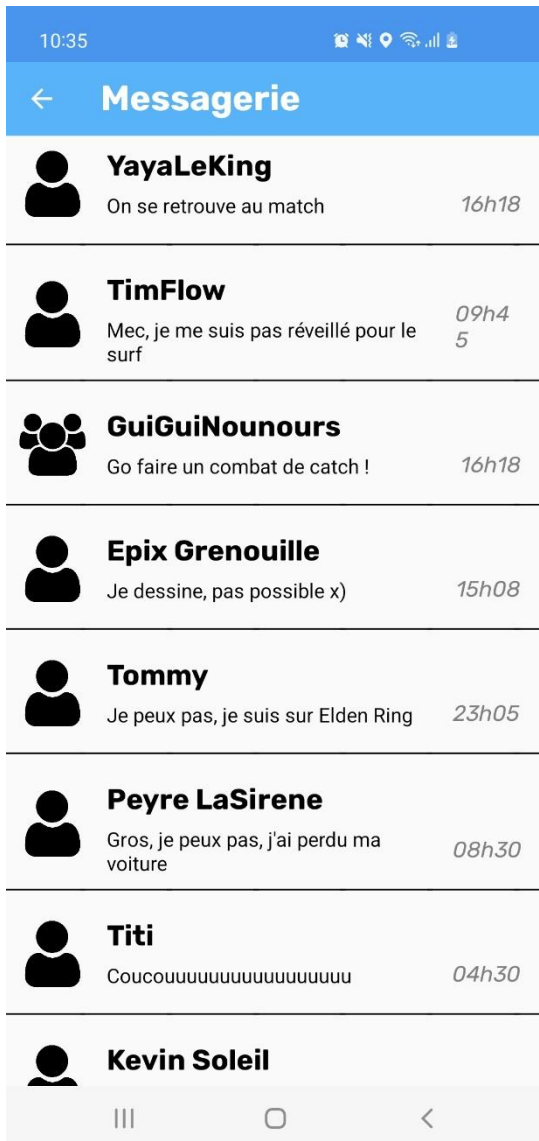 10:35
Messagerie
YayaLeKing
On se retrouve au match
16h18
TimFlow
Mec, je me suis pas réveillé pour le
surf
09h4
5
GuiGuiNounours
Go faire un combat de catch !
16h18
Epix Grenouille
Je dessine, pas possible x)
15h08
Tommy
Je peux pas, je suis sur Elden Ring
23h05
Peyre LaSirene
Gros, je peux pas, j'ai perdu ma
voiture
08h30
Titi
Coucouuuuuuuuuuuuuuuuuu
04h30
Kevin Soleil